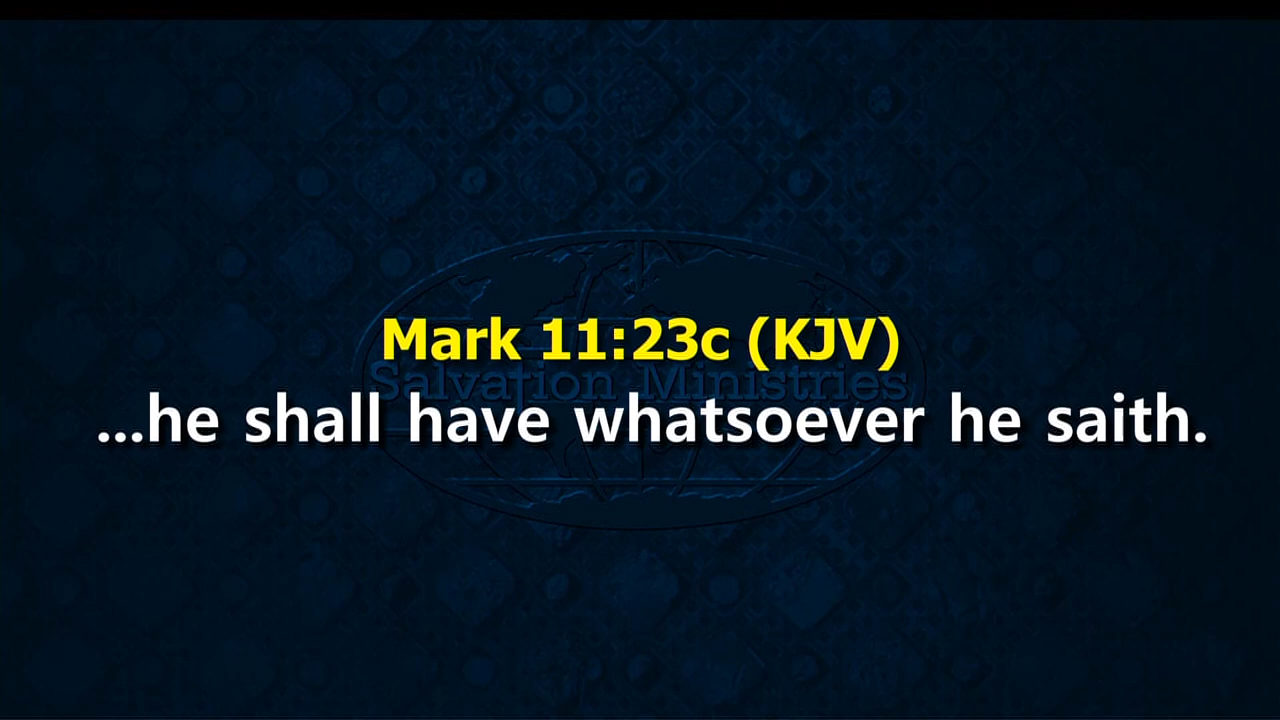 Mark 11:23c (KJV)
Salvation Ministries
...he shall have whatsoever he saith.